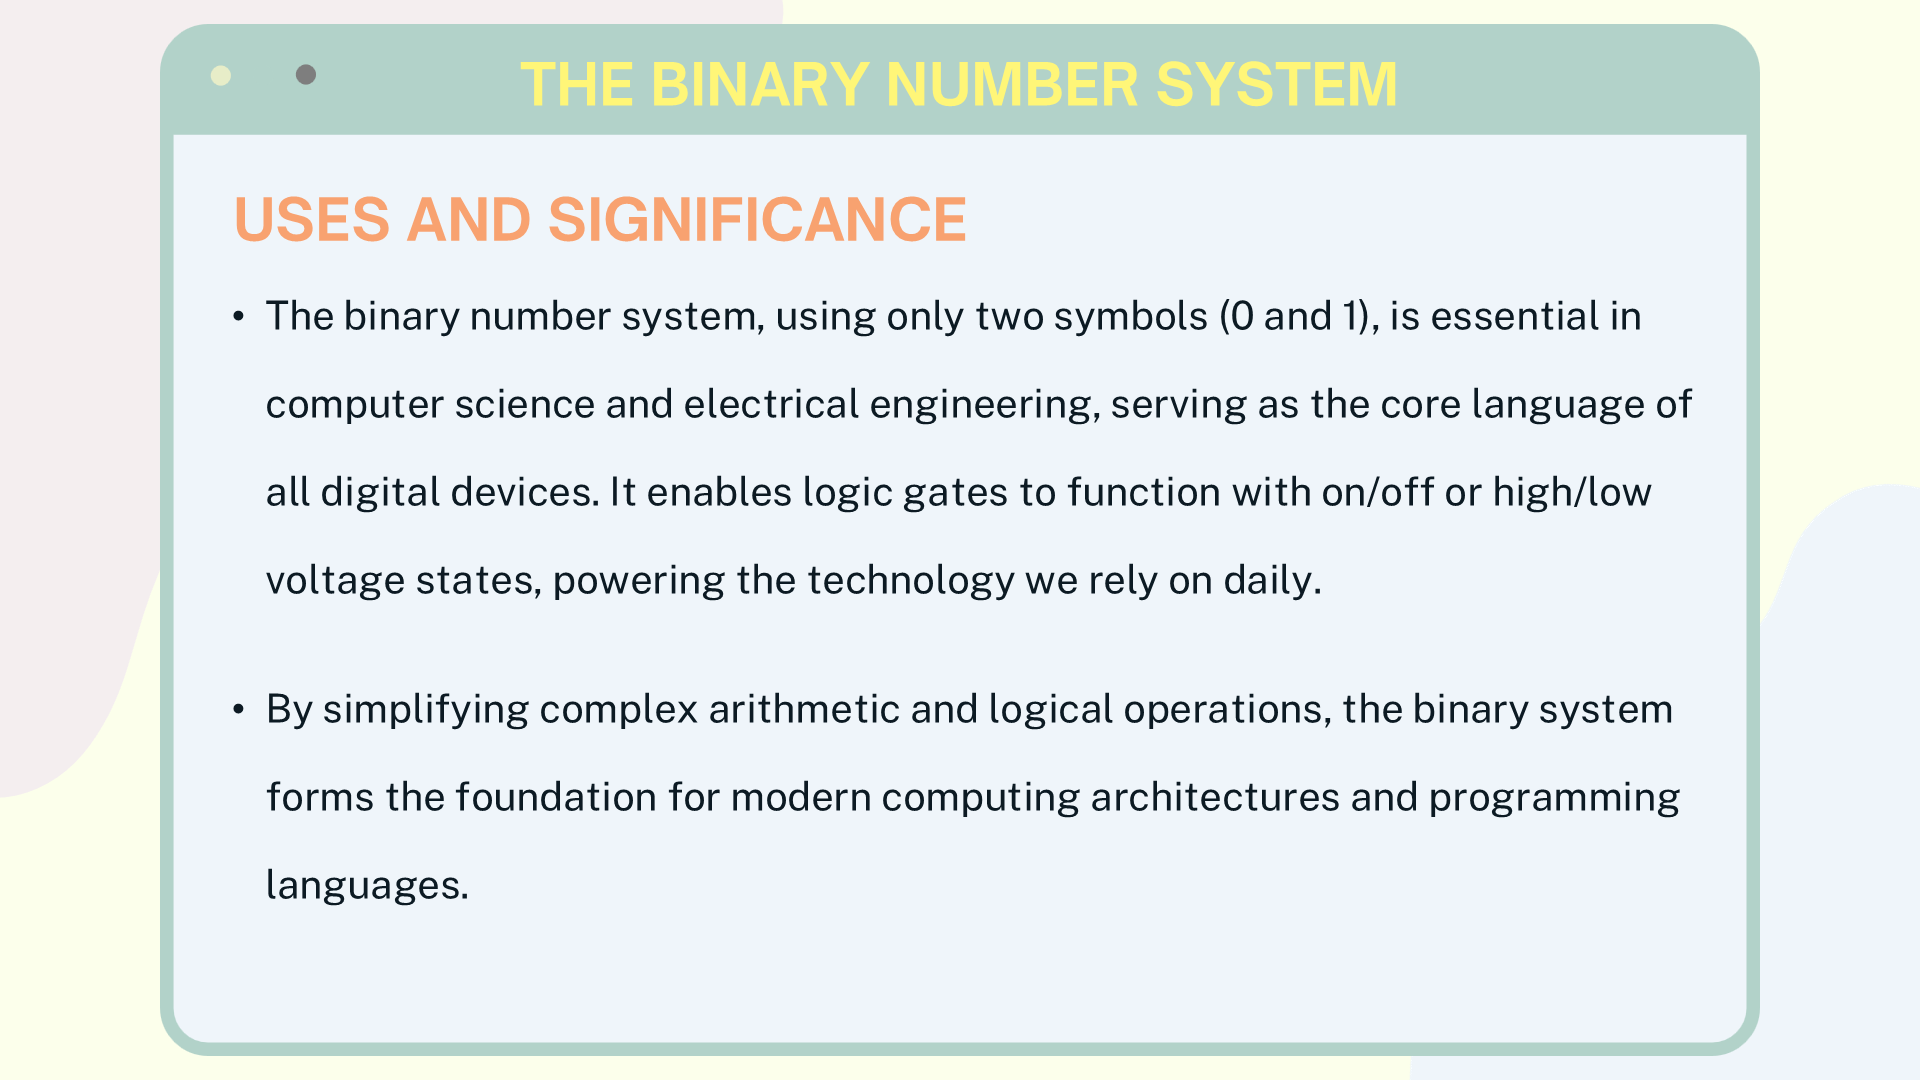 THE BINARY NUMBER SYSTEM
USES AND SIGNIFICANCE
• The binary number system, using only two symbols (0 and 1), is essential in
computer science and electrical engineering, serving as the core language of
all digital devices. It enables logic gates to function with on/off or high/low
voltage states, powering the technology we rely on daily.
• By simplifying complex arithmetic and logical operations, the binary system
forms the foundation for modern computing architectures and programming
languages.